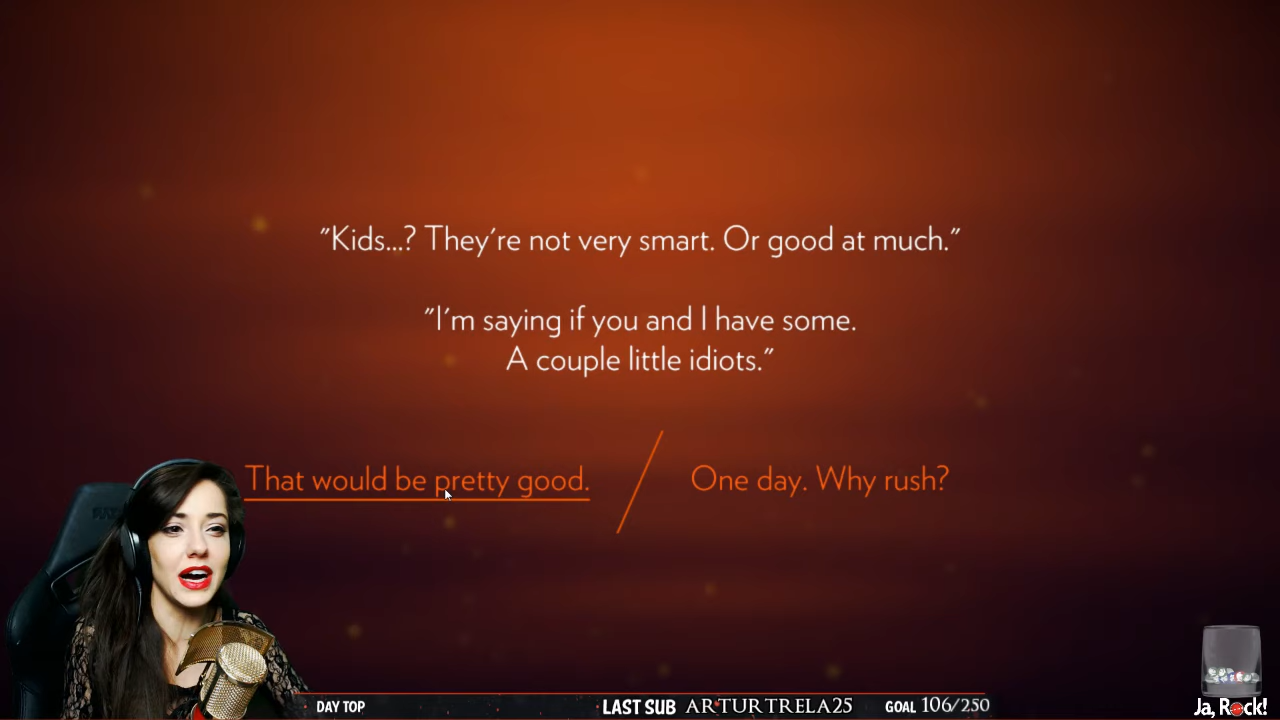 "Kids...? They're not very smart. Or good at much."
"I'm saying if you and I have some.
A couple little idiots."
That would be pretty good.
One day. Why rush?
DAY TOP
LAST SUB ARTURTRELA25
GOAL 106/250
Ja, Rock!